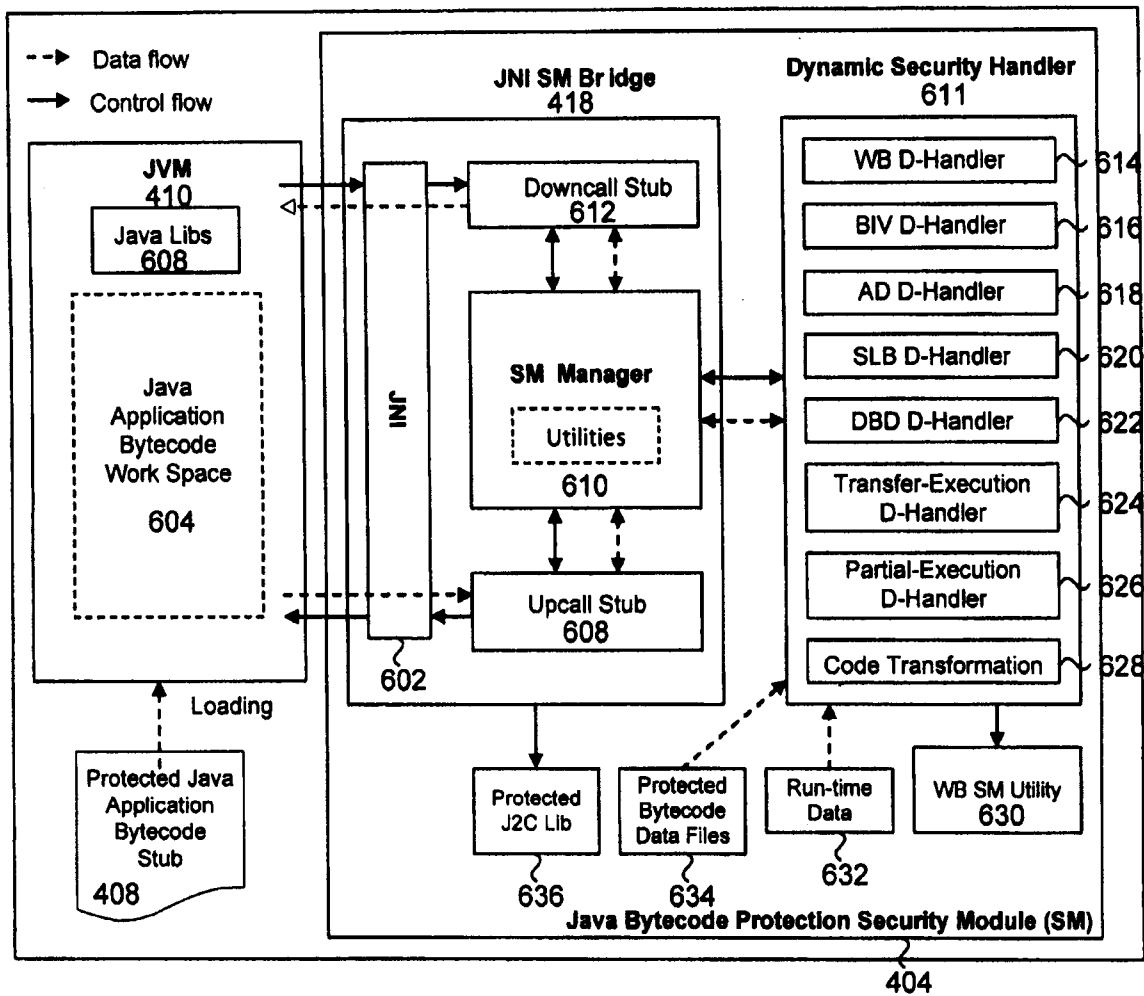 Data flow
Control flow
JVM
410
Java Libs
608
Java
Application
Bytecode
Work Space
604
Loading
Protected Java
Application
Bytecode
Stub
408
JNI SM Bridge
418
JNI
602
Downcall Stub
612
SM Manager
Utilities
610
Upcall Stub
608
Dynamic Security Handler
611
WB D-Handler
614
BIV D-Handler
616
AD D-Handler
618
SLB D-Handler
620
DBD D-Handler
622
Transfer-Execution
D-Handler
624
Partial-Execution
D-Handler
626
Code Transformation
628
Protected
J2C Lib
636
Protected
Bytecode
Data Files
634
Run-time
Data
632
WB SM Utility
630
Java Bytecode Protection Security Module (SM)
404